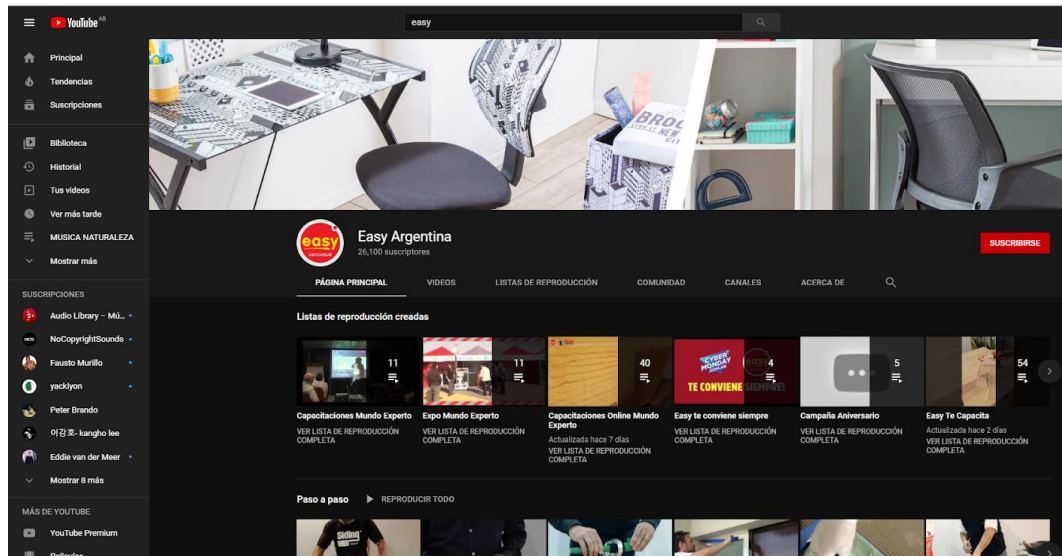 YouTube AR
easy
Principal
Tendencias
Suscripciones
Biblioteca
Historial
Tus videos
Ver más tarde
MUSICA NATURALEZA
Mostrar más
SUSCRIPCIONES
Audio Library – Mú...
NoCopyrightSounds
Fausto Murillo
yacklyon
Peter Brando
이강호- kangho lee
Eddie van der Meer
Mostrar 8 más
MÁS DE YOUTUBE
YouTube Premium
Películas
BROO
LIVE IT
NEW
easy
cencosud
Easy Argentina
26,100 suscriptores
SUSCRIBIRSE
PÁGINA PRINCIPAL VIDEOS LISTAS DE REPRODUCCIÓN COMUNIDAD CANALES ACERCA DE
Listas de reproducción creadas
11
Capacitaciones Mundo Experto
VER LISTA DE REPRODUCCIÓN
COMPLETA
11
Expo Mundo Experto
VER LISTA DE REPRODUCCIÓN
COMPLETA
40
Capacitaciones Online Mundo
Experto
Actualizada hace 7 días
VER LISTA DE REPRODUCCIÓN
COMPLETA
CYBER
MONDAY
easy
4
TE CONVIENE SIEMPRE!
Easy te conviene siempre
VER LISTA DE REPRODUCCIÓN
COMPLETA
5
Campaña Aniversario
VER LISTA DE REPRODUCCIÓN
COMPLETA
54
Easy Te Capacita
Actualizada hace 2 días
VER LISTA DE REPRODUCCIÓN
COMPLETA
Paso a paso REPRODUCIR TODO
Siding